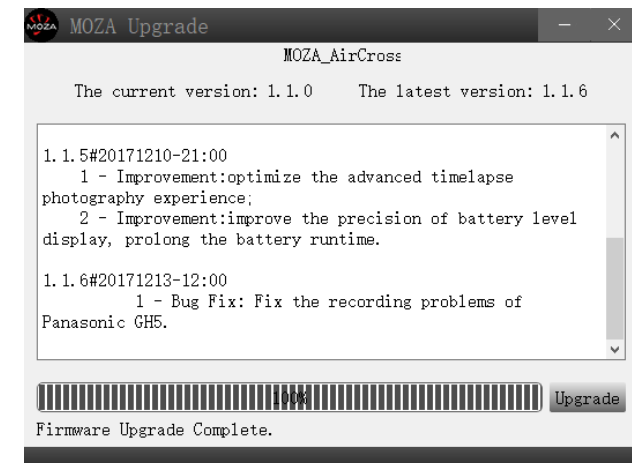 MOZA MOZA Upgrade
MOZA_AirCross
The current version: 1.1.0 The latest version: 1.1.6
1.1.5#20171210-21:00
1 - Improvement:optimize the advanced timelapse
photography experience;
2 - Improvement:improve the precision of battery level
display, prolong the battery runtime.
1.1.6#20171213-12:00
1 - Bug Fix: Fix the recording problems of
Panasonic GH5.
100% Upgrade
Firmware Upgrade Complete.